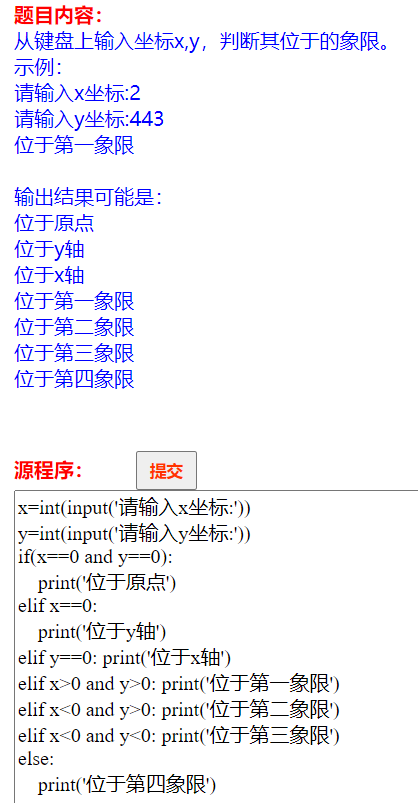 题目内容：
从键盘上输入坐标x,y，判断其位于的象限。
示例：
请输入x坐标:2
请输入y坐标:443
位于第一象限
输出结果可能是：
位于原点
位于y轴
位于x轴
位于第一象限
位于第二象限
位于第三象限
位于第四象限
源程序： 提交
x=int(input('请输入x坐标:'))
y=int(input('请输入y坐标:'))
if(x==0 and y==0):
    print('位于原点')
elif x==0:
    print('位于y轴')
elif y==0: print('位于x轴')
elif x>0 and y>0: print('位于第一象限')
elif x<0 and y>0: print('位于第二象限')
elif x<0 and y<0: print('位于第三象限')
else:
    print('位于第四象限')